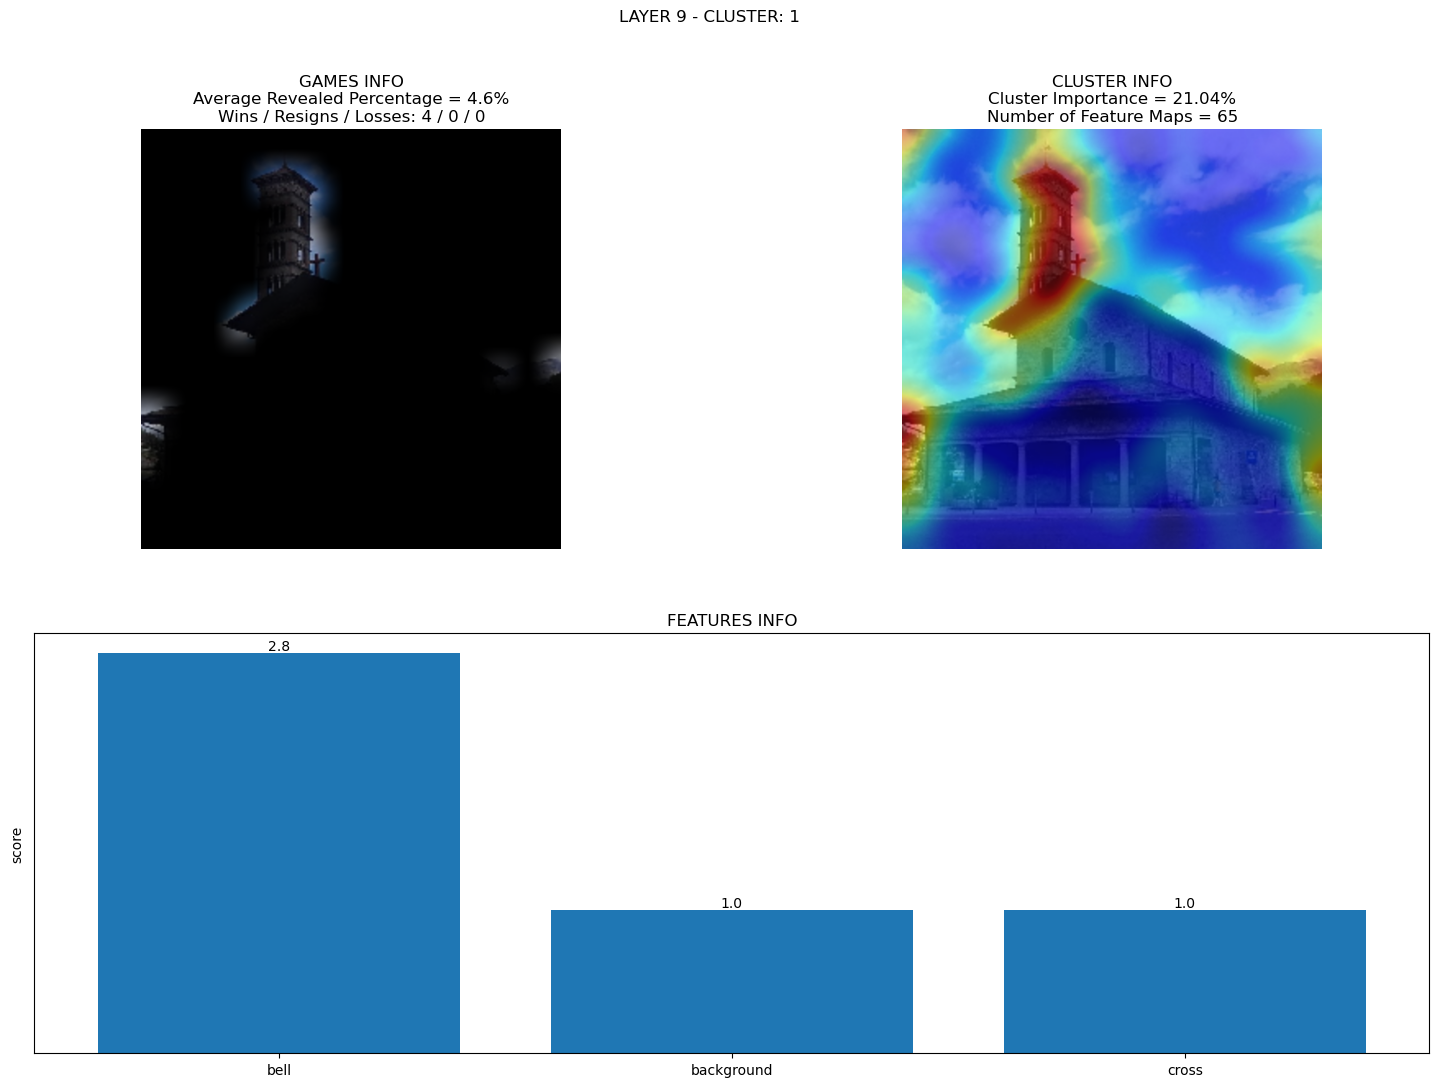 LAYER 9 - CLUSTER: 1
GAMES INFO
Average Revealed Percentage = 4.6%
Wins / Resigns / Losses: 4 / 0 / 0
CLUSTER INFO
Cluster Importance = 21.04%
Number of Feature Maps = 65
FEATURES INFO
score
2.8
1.0
1.0
bell
background
cross